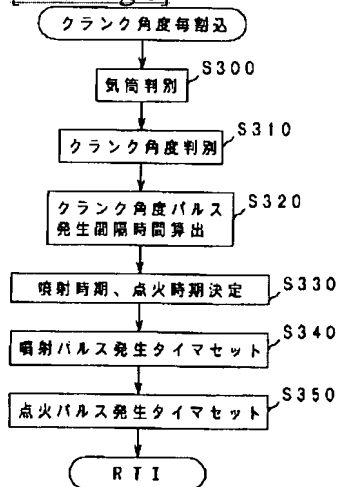 クランク角度毎割込
S300
気筒判別
S310
クランク角度判別
S320
クランク角度パルス
発生間隔時間算出
S330
噴射時期、点火時期決定
S340
噴射パルス発生タイマセット
S350
点火パルス発生タイマセット
RTI